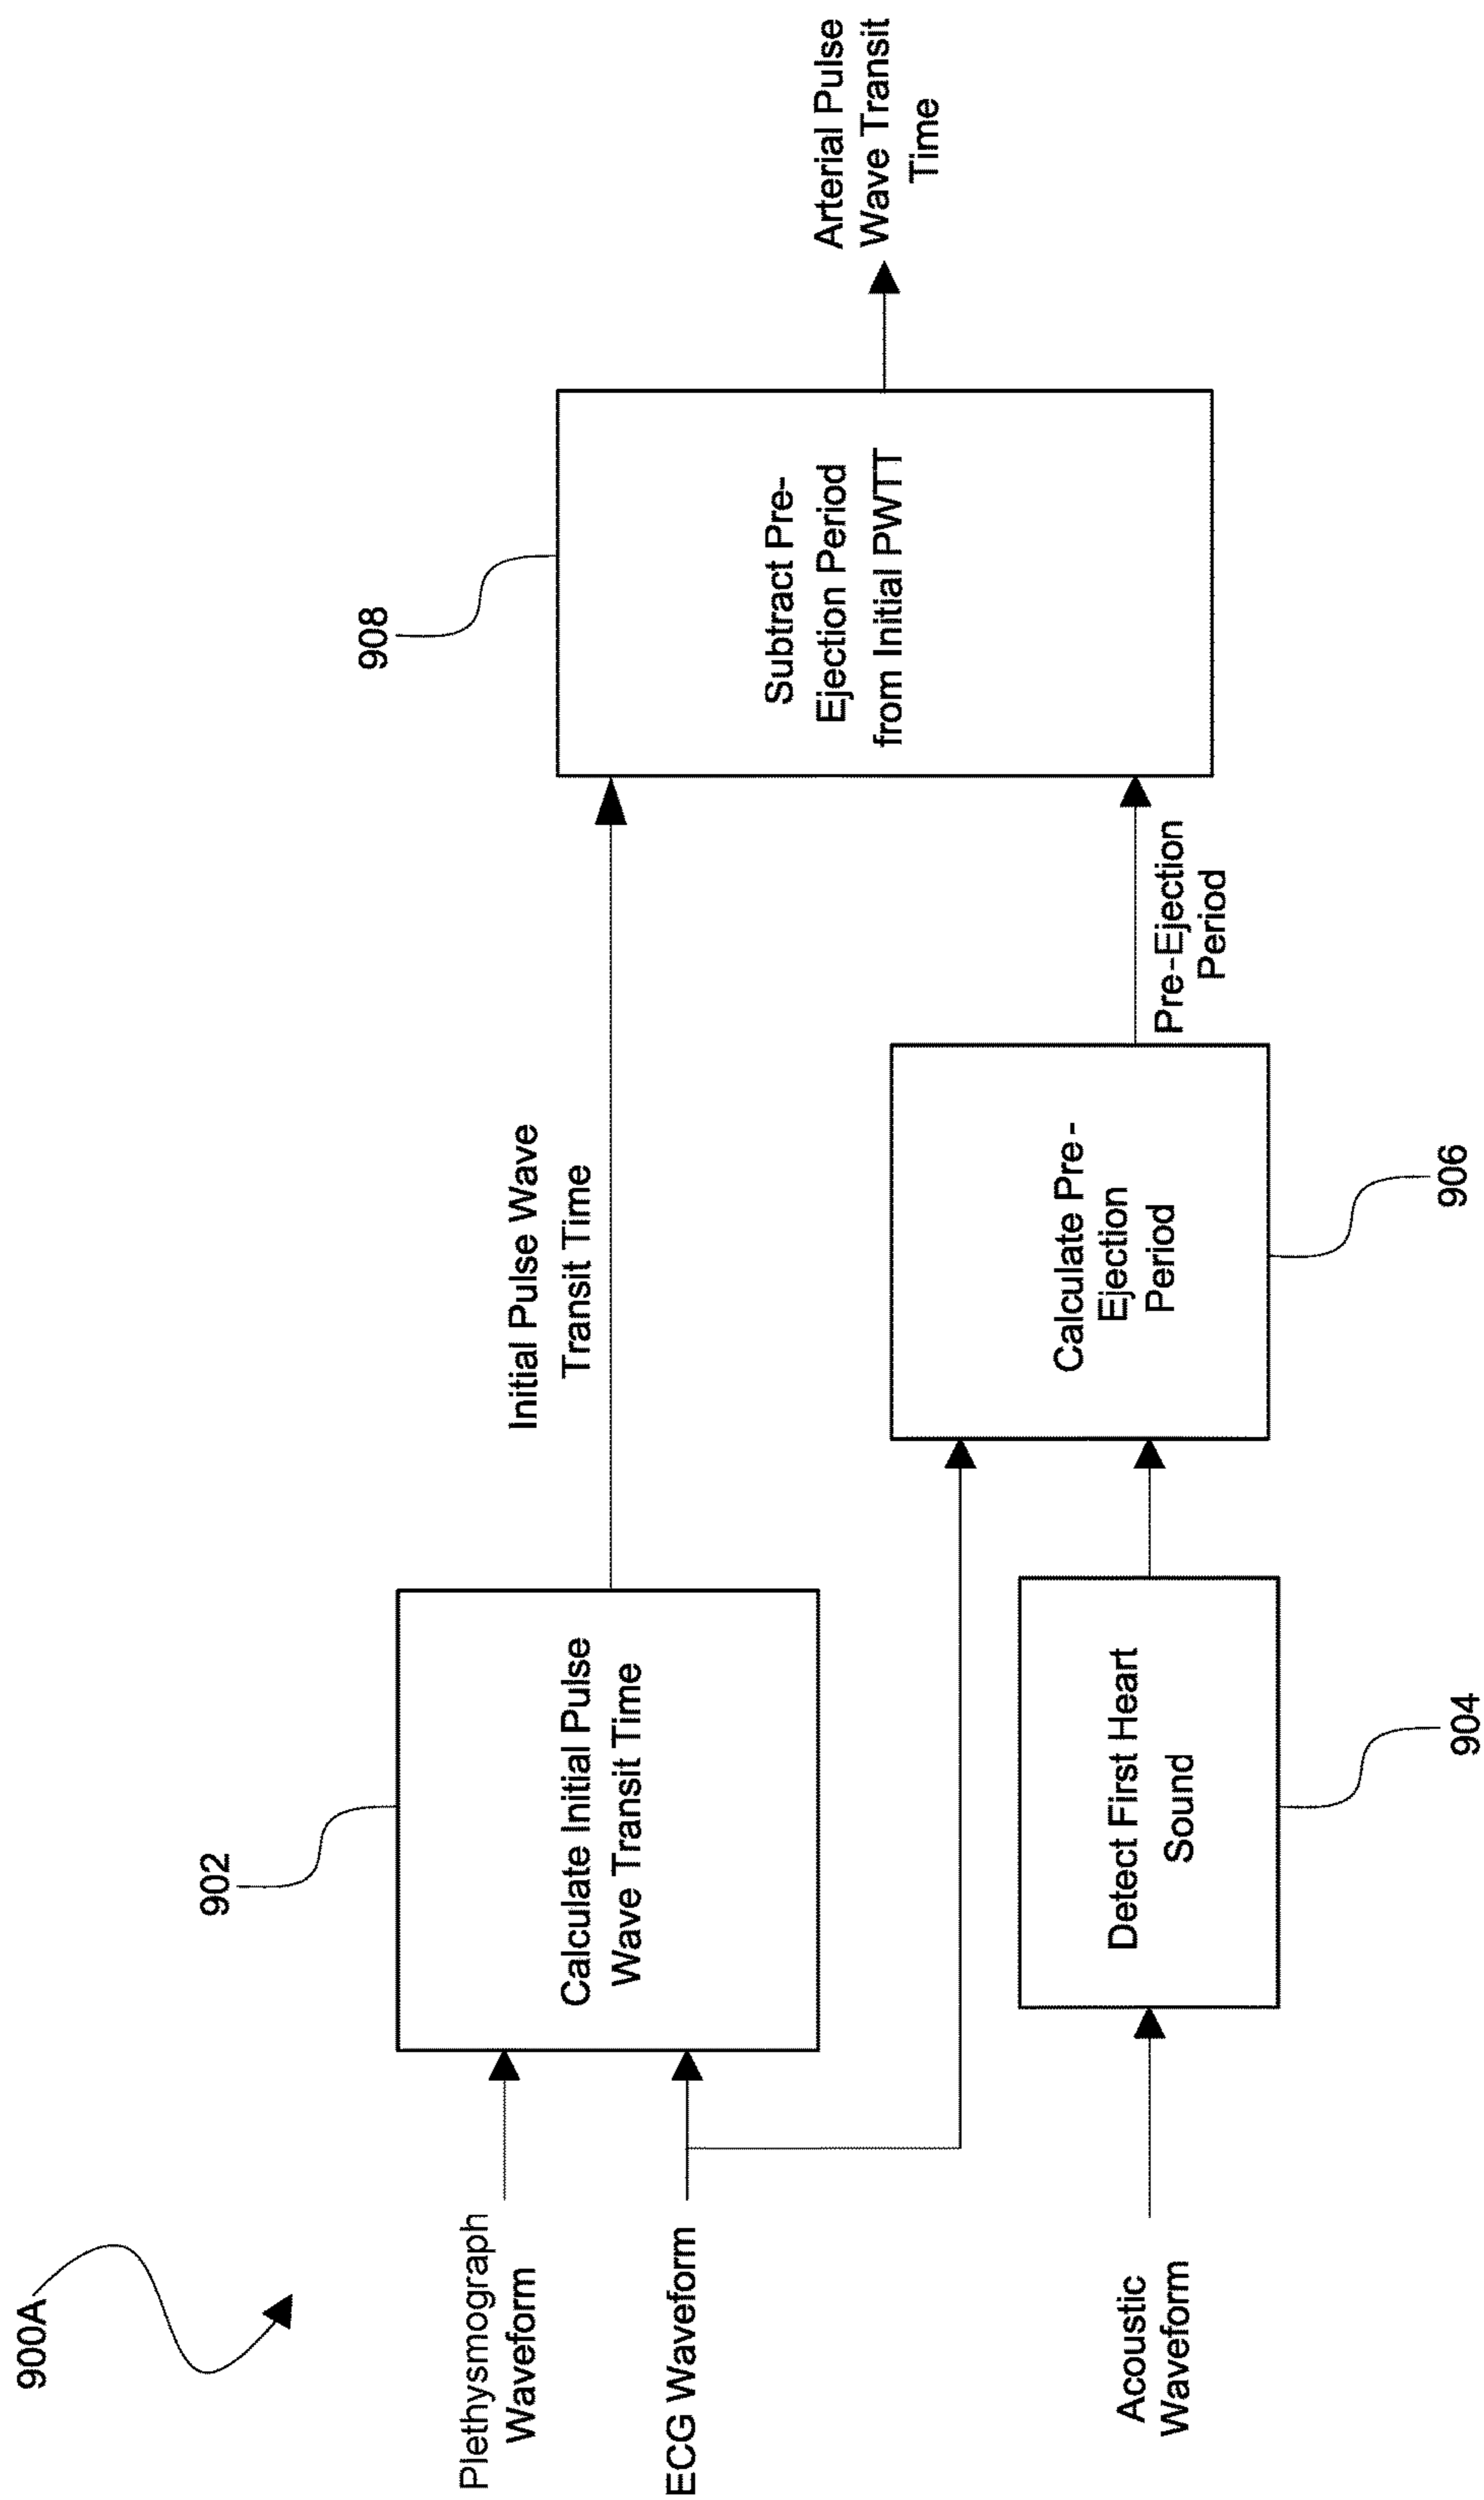 900A
902
908
Plethysmograph
Waveform
ECG Waveform
Calculate Initial Pulse
Wave Transit Time
Initial Pulse Wave
Transit Time
Subtract Pre-
Ejection Period
from Initial PWTT
Arterial Pulse
Wave Transit
Time
Acoustic
Waveform
Detect First Heart
Sound
904
Calculate Pre-
Ejection
Period
906
Pre-Ejection
Period